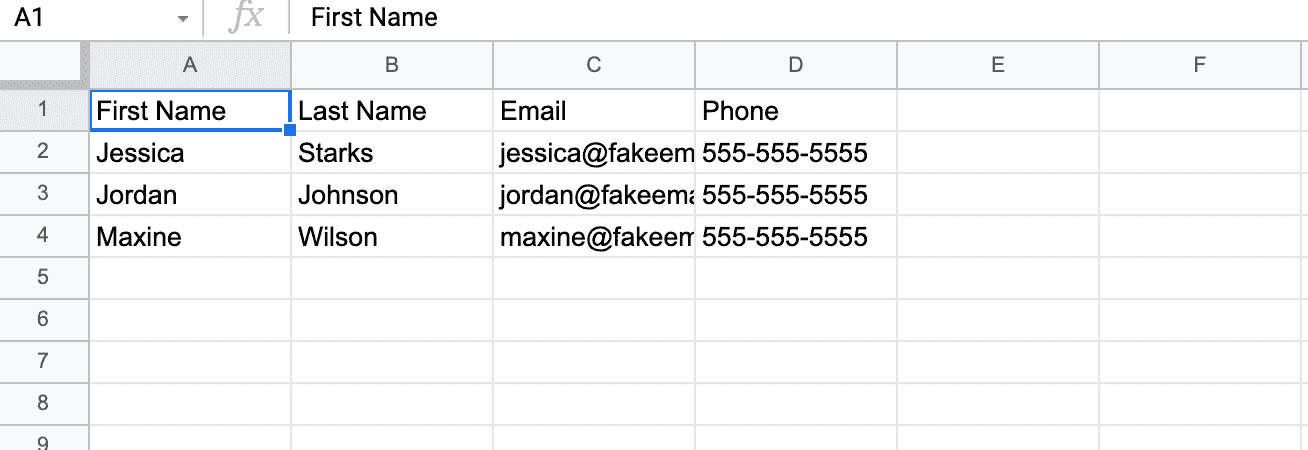 A1 fx First Name
A B C D E F
1 First Name Last Name Email Phone
2 Jessica Starks jessica@fakeem 555-555-5555
3 Jordan Johnson jordan@fakeema 555-555-5555
4 Maxine Wilson maxine@fakeem 555-555-5555
5
6
7
8
9